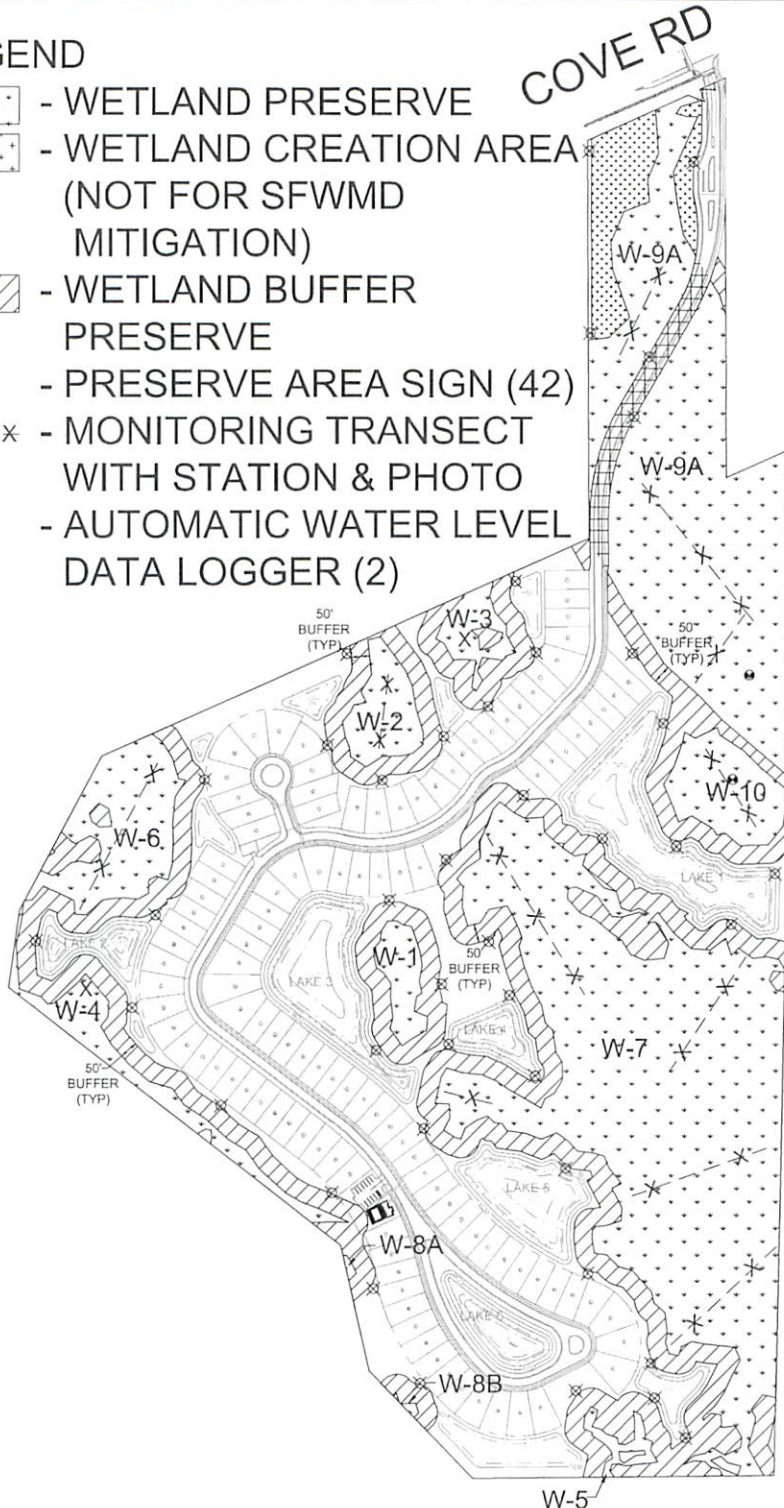 GEND
- WETLAND PRESERVE
- WETLAND CREATION AREA
(NOT FOR SFWMD
MITIGATION)
- WETLAND BUFFER
PRESERVE
- PRESERVE AREA SIGN (42)
- MONITORING TRANSECT
WITH STATION & PHOTO
- AUTOMATIC WATER LEVEL
DATA LOGGER (2)
COVE RD
W-9A
W-9A
50'
BUFFER
(TYP)
W-3
50'
BUFFER
(TYP)
W-2
W-10
W-6
LAKE 1
LAKE 2
W-1
50'
BUFFER
(TYP)
LAKE 3
W-4
LAKE 4
W-7
50'
BUFFER
(TYP)
LAKE 5
W-8A
LAKE 6
W-8B
W-5